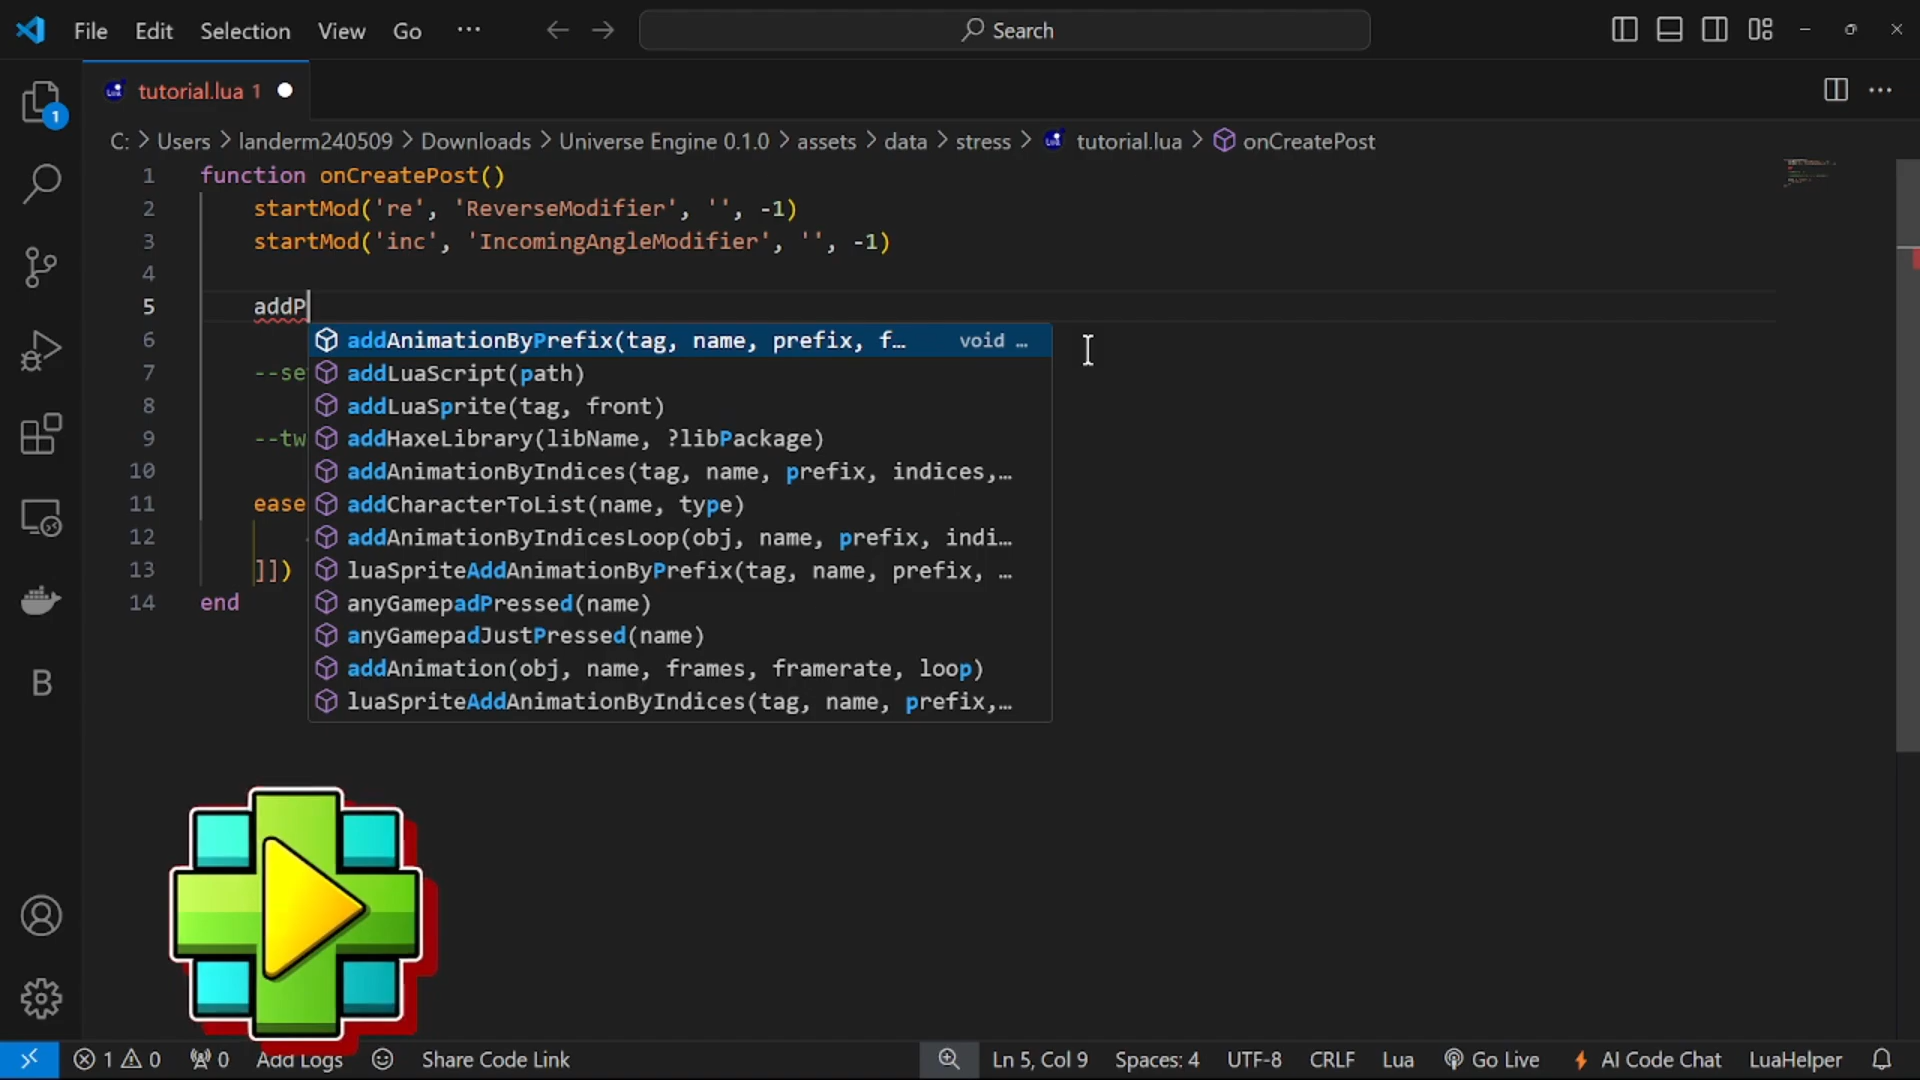 File Edit Selection View Go ··· Search
tutorial.lua 1
C: > Users > landerm240509 > Downloads > Universe Engine 0.1.0 > assets > data > stress > tutorial.lua > onCreatePost
1 function onCreatePost()
2 startMod('re', 'ReverseModifier', '', -1)
3 startMod('inc', 'IncomingAngleModifier', '', -1)
4
5 addP
6 addAnimationByPrefix(tag, name, prefix, f… void …
7 --se addLuaScript(path)
8 addLuaSprite(tag, front)
9 --tw addHaxeLibrary(libName, ?libPackage)
10 addAnimationByIndices(tag, name, prefix, indices,…
11 ease addCharacterToList(name, type)
12 addAnimationByIndicesLoop(obj, name, prefix, indi…
13 ]]) luaSpriteAddAnimationByPrefix(tag, name, prefix, …
14 end anyGamepadPressed(name)
anyGamepadJustPressed(name)
addAnimation(obj, name, frames, framerate, loop)
luaSpriteAddAnimationByIndices(tag, name, prefix,…
1
B
1 0 0 Add Logs Share Code Link Ln 5, Col 9 Spaces: 4 UTF-8 CRLF Lua Go Live AI Code Chat LuaHelper